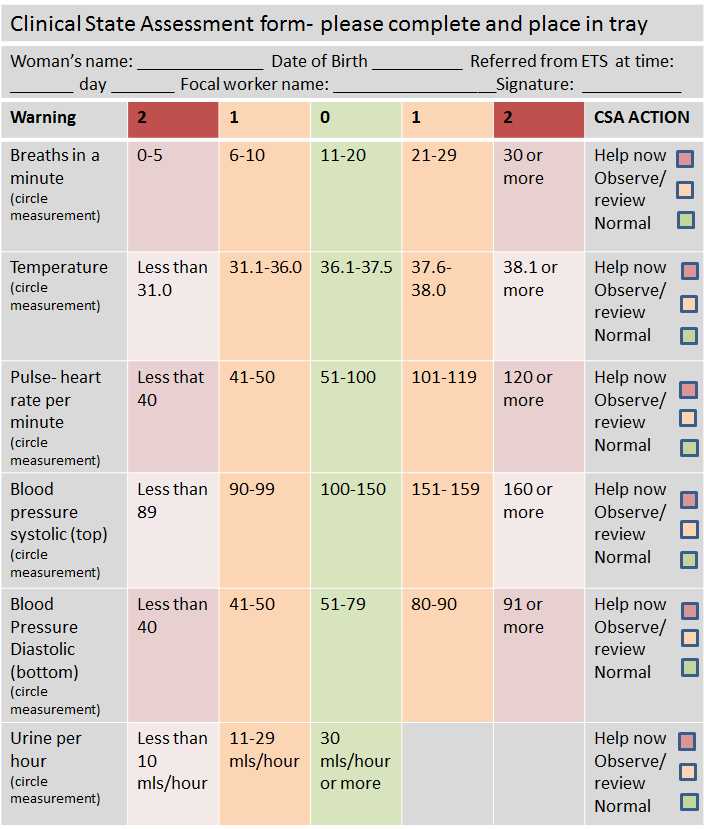 Clinical State Assessment form- please complete and place in tray
Woman's name: ______________ Date of Birth __________ Referred from ETS at time:
_______ day _______ Focal worker name: __________________Signature: ___________
Warning 2 1 0 1 2 CSA ACTION
Breaths in a 0-5 6-10 11-20 21-29 30 or Help now
minute more Observe/
(circle review
measurement) Normal
Temperature Less than 31.1-36.0 36.1-37.5 37.6- 38.1 or Help now
(circle 31.0 38.0 more Observe/
measurement) review
Normal
Pulse- heart Less that 41-50 51-100 101-119 120 or Help now
rate per 40 more Observe/
minute review
(circle Normal
measurement)
Blood Less than 90-99 100-150 151- 159 160 or Help now
pressure 89 more Observe/
systolic (top) review
(circle Normal
measurement)
Blood Less than 41-50 51-79 80-90 91 or Help now
Pressure 40 more Observe/
Diastolic review
(bottom) Normal
(circle
measurement)
Urine per Less than 11-29 30 Help now
hour 10 mls/hour mls/hour Observe/
(circle mls/hour or more review
measurement) Normal